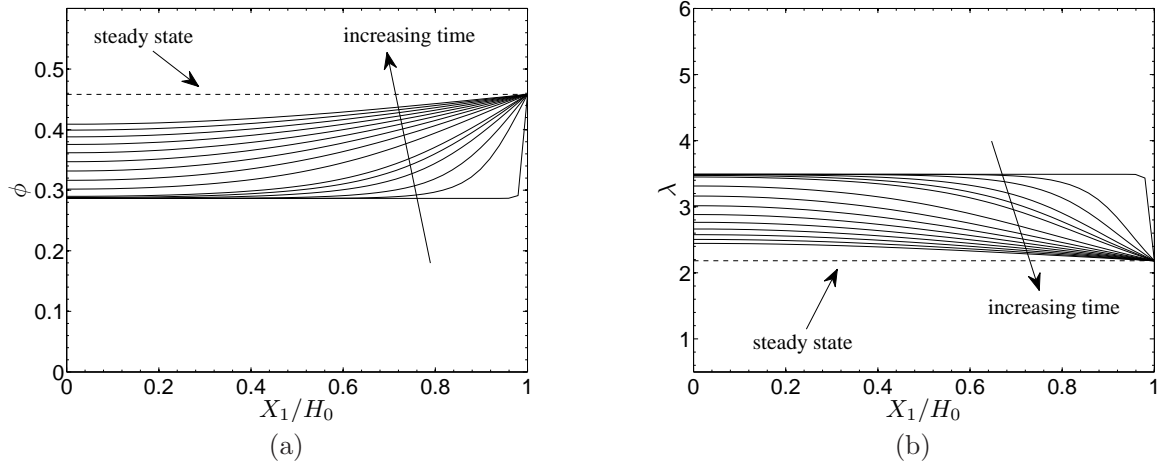 steady state
increasing time
0.5
0.4
0.3
0.2
0.1
0
ϕ
0 0.2 0.4 0.6 0.8 1
X₁/H₀
(a)
6
5
4
3
2
1
λ
increasing time
steady state
0 0.2 0.4 0.6 0.8 1
X₁/H₀
(b)